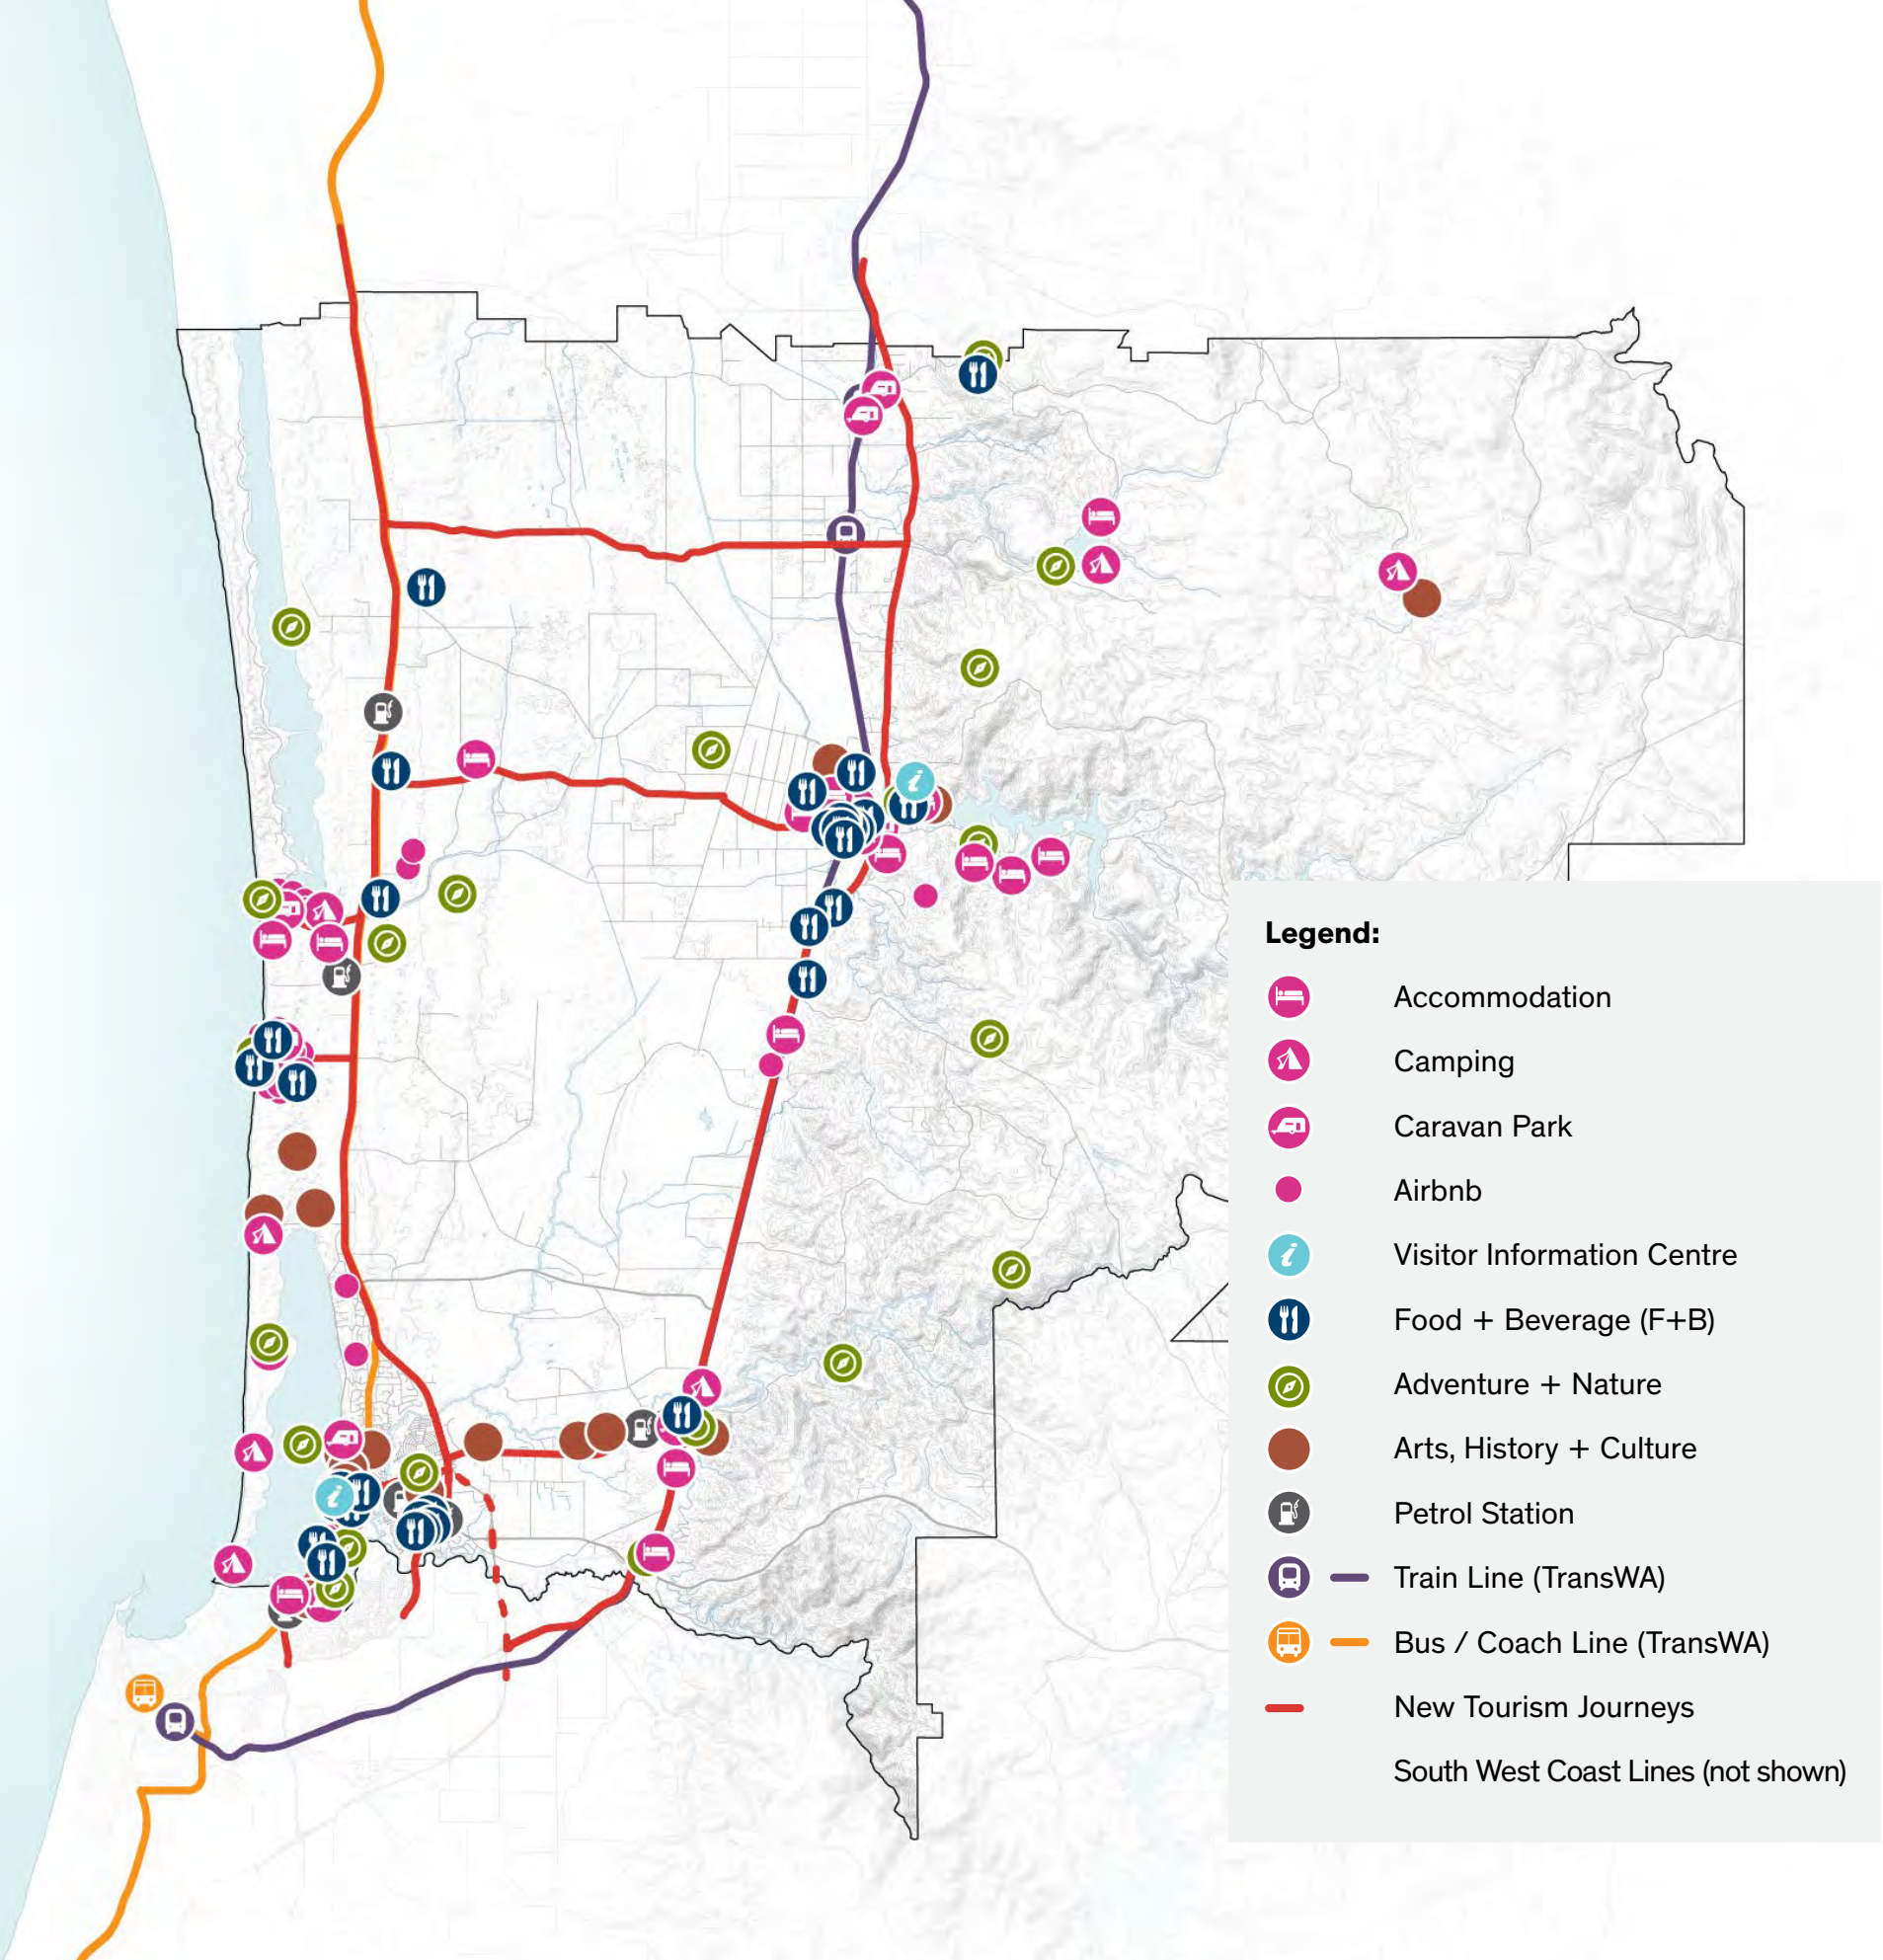 Legend:
Accommodation
Camping
Caravan Park
Airbnb
Visitor Information Centre
Food + Beverage (F+B)
Adventure + Nature
Arts, History + Culture
Petrol Station
Train Line (TransWA)
Bus / Coach Line (TransWA)
New Tourism Journeys
South West Coast Lines (not shown)